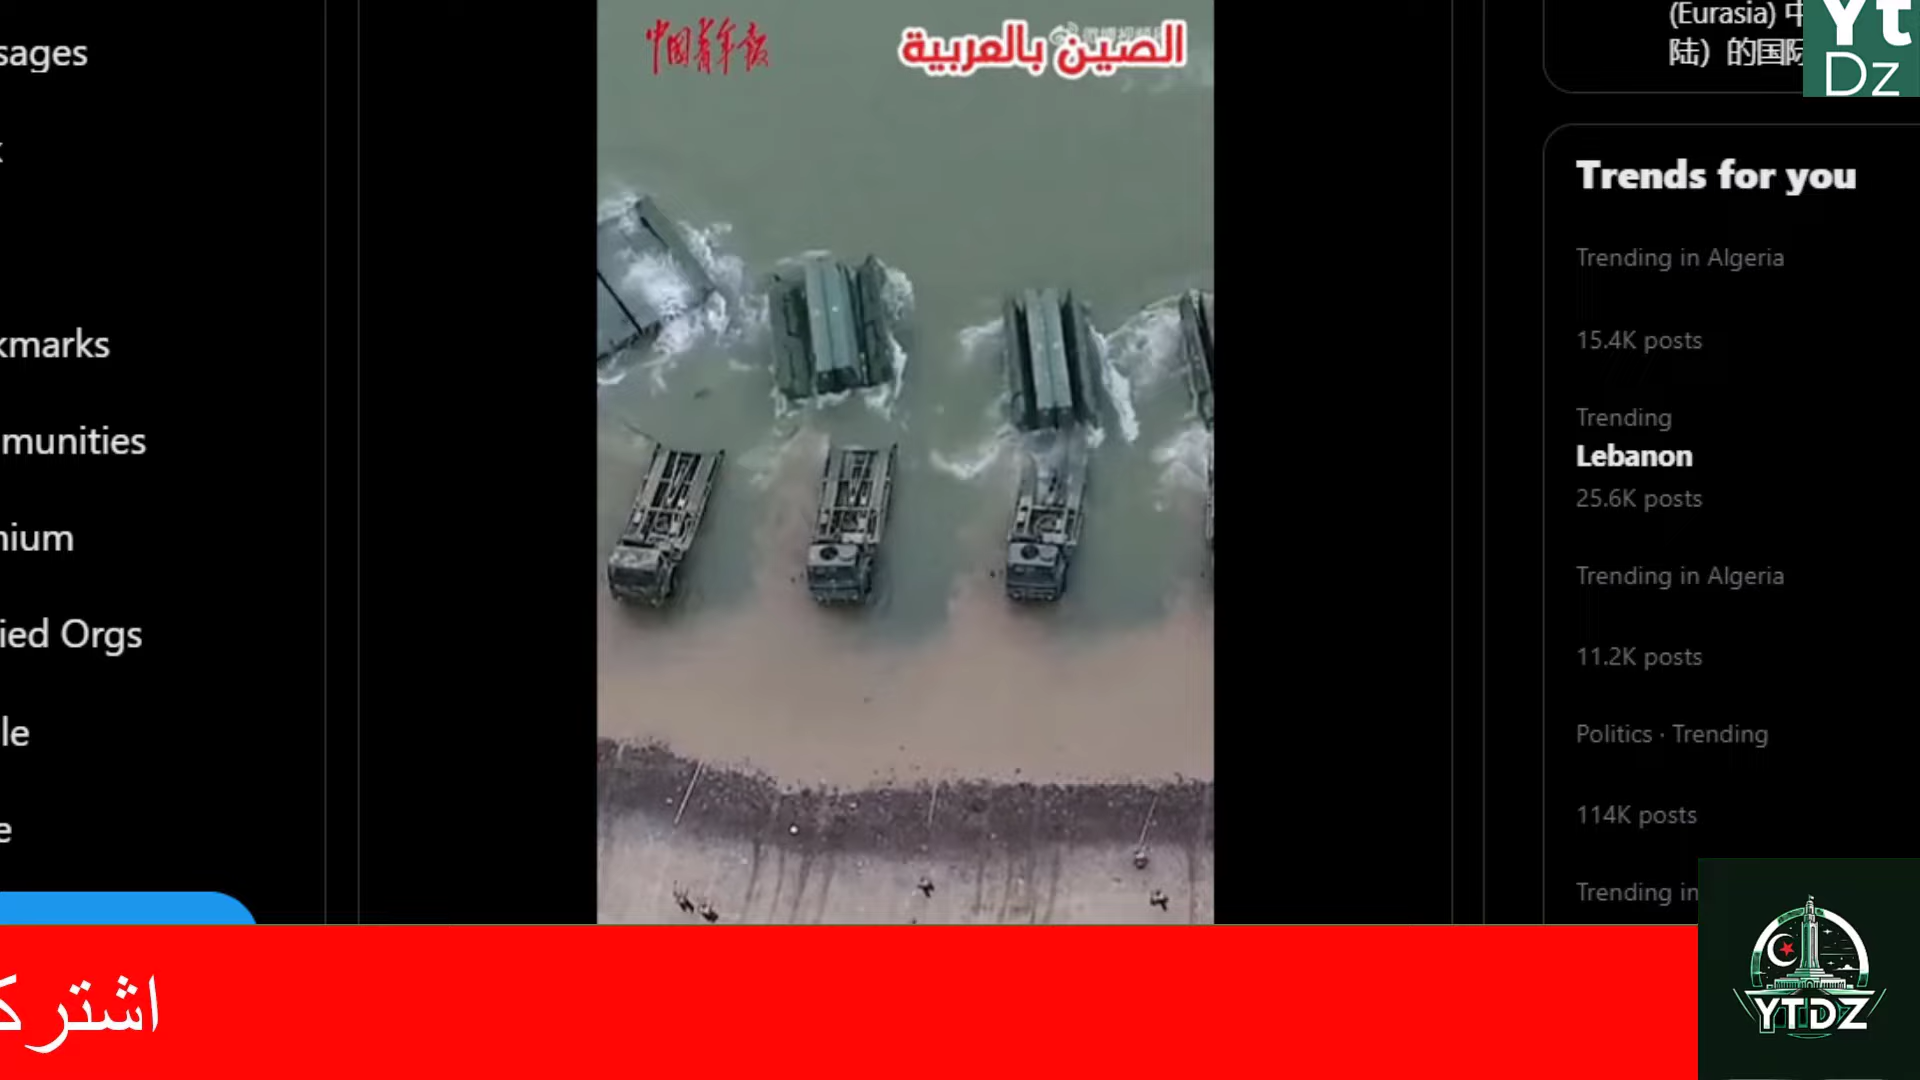 sages
kmarks
munities
nium
ied Orgs
le
e
中国青年报
الصين بالعربية
(Eurasia) 中
陆）的国际
Yt
Dz
Trends for you
Trending in Algeria
15.4K posts
Trending
Lebanon
25.6K posts
Trending in Algeria
11.2K posts
Politics · Trending
114K posts
Trending in
اشترك
YTDZ